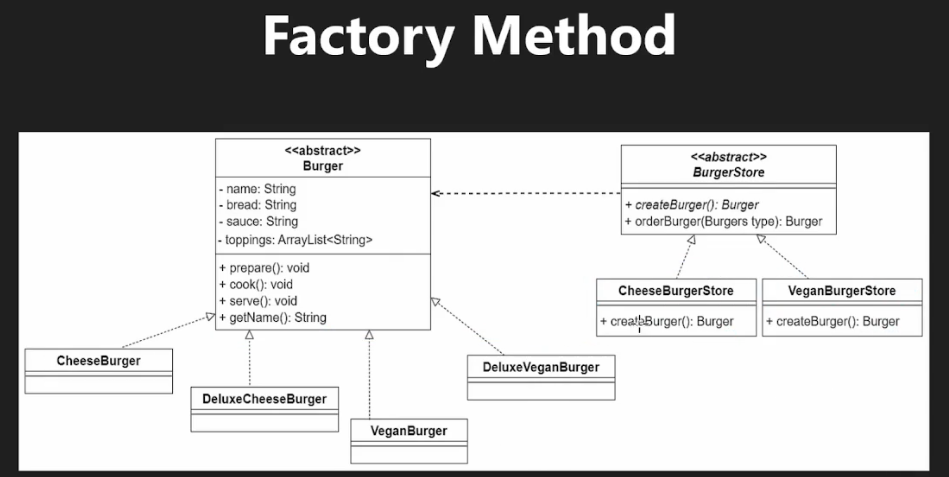 Factory Method
<<abstract>>
Burger
- name: String
- bread: String
- sauce: String
- toppings: ArrayList<String>
+ prepare(): void
+ cook(): void
+ serve(): void
+ getName(): String
<<abstract>>
BurgerStore
+ createBurger(): Burger
+ orderBurger(Burgers type): Burger
CheeseBurgerStore
+ createBurger(): Burger
VeganBurgerStore
+ createBurger(): Burger
CheeseBurger
DeluxeCheeseBurger
VeganBurger
DeluxeVeganBurger